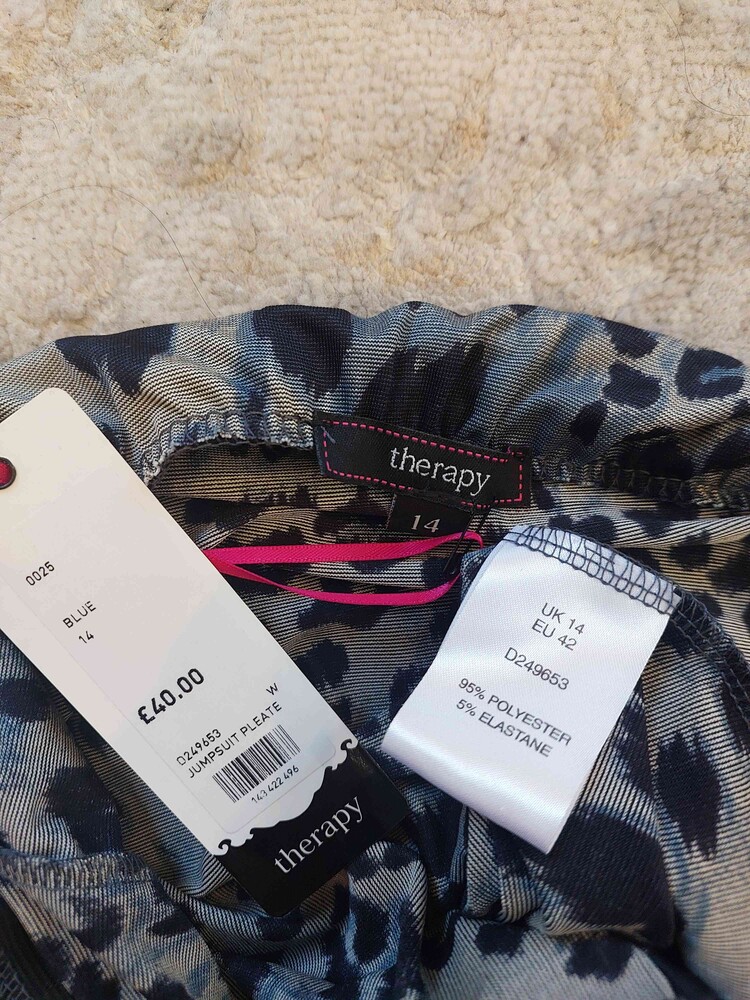 therapy
14
0025
BLUE
14
£40.00
W
D249653
JUMPSUIT PLEATE
143 422 496
therapy
UK 14
EU 42
D249653
95% POLYESTER
5% ELASTANE